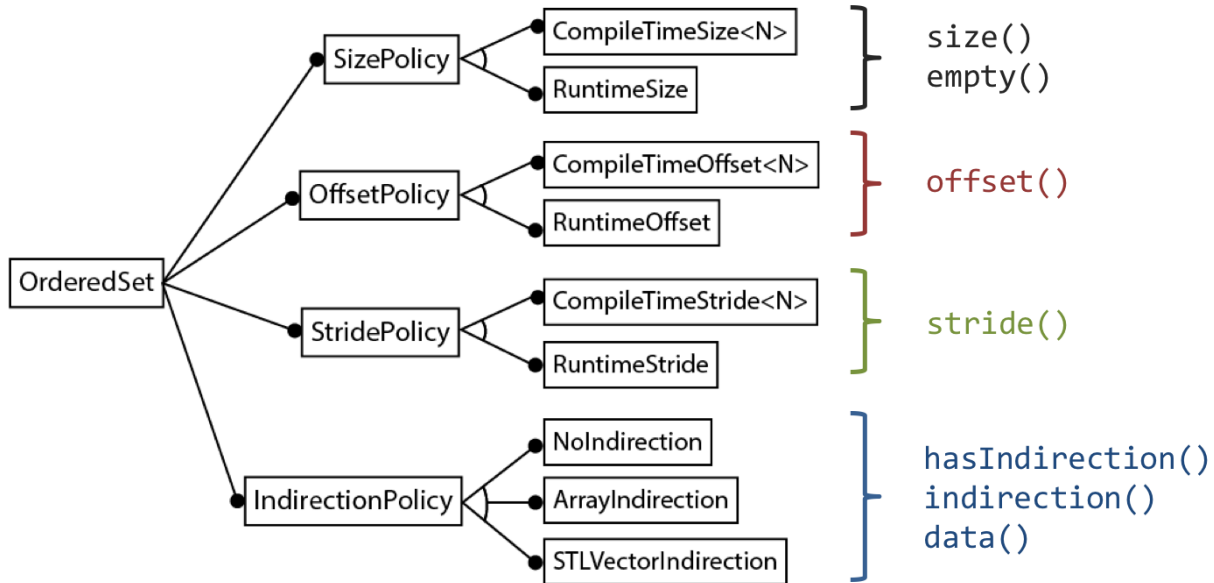 OrderedSet
SizePolicy
CompileTimeSize<N>
RuntimeSize
size()
empty()
OffsetPolicy
CompileTimeOffset<N>
RuntimeOffset
offset()
StridePolicy
CompileTimeStride<N>
RuntimeStride
stride()
IndirectionPolicy
NoIndirection
ArrayIndirection
STLVectorIndirection
hasIndirection()
indirection()
data()